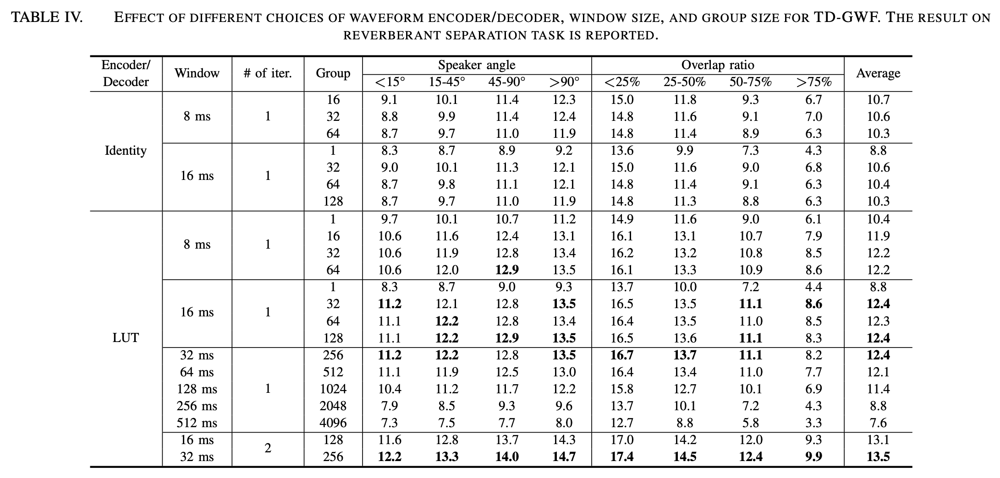 TABLE IV. EFFECT OF DIFFERENT CHOICES OF WAVEFORM ENCODER/DECODER, WINDOW SIZE, AND GROUP SIZE FOR TD-GWF. THE RESULT ON
REVERBERANT SEPARATION TASK IS REPORTED.
Encoder/ Decoder Window # of iter. Group Speaker angle Overlap ratio Average
<15° 15-45° 45-90° >90° <25% 25-50% 50-75% >75%
Identity 8 ms 1 16 9.1 10.1 11.4 12.3 15.0 11.8 9.3 6.7 10.7
32 8.8 9.9 11.4 12.4 14.8 11.6 9.1 7.0 10.6
64 8.7 9.7 11.0 11.9 14.8 11.4 8.9 6.3 10.3
16 ms 1 1 8.3 8.7 8.9 9.2 13.6 9.9 7.3 4.3 8.8
32 9.0 10.1 11.3 12.1 15.0 11.6 9.0 6.8 10.6
64 8.7 9.8 11.1 12.1 14.8 11.4 9.1 6.3 10.4
128 8.7 9.7 11.0 11.9 14.8 11.3 8.8 6.3 10.3
LUT 8 ms 1 1 9.7 10.1 10.7 11.2 14.9 11.6 9.0 6.1 10.4
16 10.6 11.6 12.4 13.1 16.1 13.1 10.7 7.9 11.9
32 10.6 11.9 12.8 13.4 16.2 13.2 10.8 8.5 12.2
64 10.6 12.0 12.9 13.5 16.1 13.3 10.9 8.6 12.2
16 ms 1 1 8.3 8.7 9.0 9.3 13.7 10.0 7.2 4.4 8.8
32 11.2 12.1 12.8 13.5 16.5 13.5 11.1 8.6 12.4
64 11.1 12.2 12.8 13.4 16.4 13.5 11.0 8.5 12.3
128 11.1 12.2 12.9 13.5 16.5 13.6 11.1 8.3 12.4
32 ms 1 256 11.2 12.2 12.8 13.5 16.7 13.7 11.1 8.2 12.4
64 ms 512 11.1 11.9 12.5 13.0 16.4 13.4 11.0 7.7 12.1
128 ms 1024 10.4 11.2 11.7 12.2 15.8 12.7 10.1 6.9 11.4
256 ms 2048 7.9 8.5 9.3 9.6 13.7 10.1 7.2 4.3 8.8
512 ms 4096 7.3 7.5 7.7 8.0 12.7 8.8 5.8 3.3 7.6
16 ms 2 128 11.6 12.8 13.7 14.3 17.0 14.2 12.0 9.3 13.1
32 ms 256 12.2 13.3 14.0 14.7 17.4 14.5 12.4 9.9 13.5